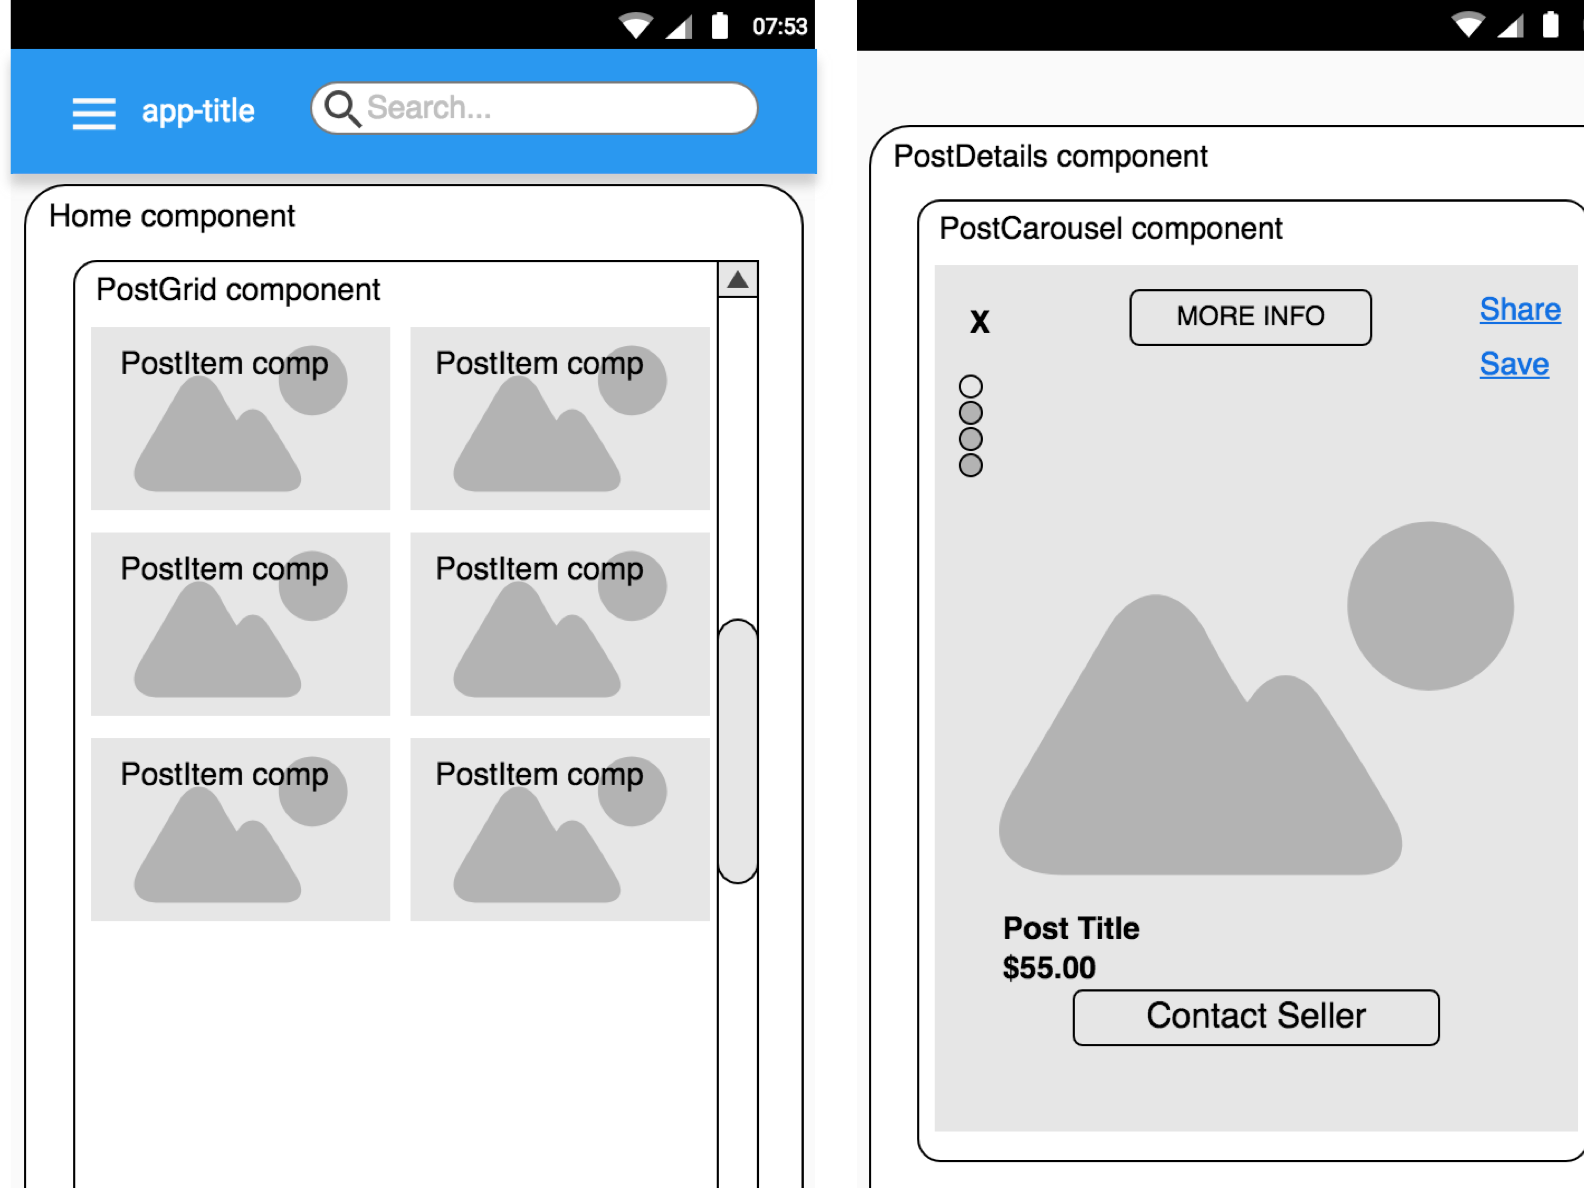 07:53
app-title
Search...
Home component
PostGrid component
PostItem comp
PostItem comp
PostItem comp
PostItem comp
PostItem comp
PostItem comp
PostDetails component
PostCarousel component
X
MORE INFO
Share
Save
Post Title
$55.00
Contact Seller